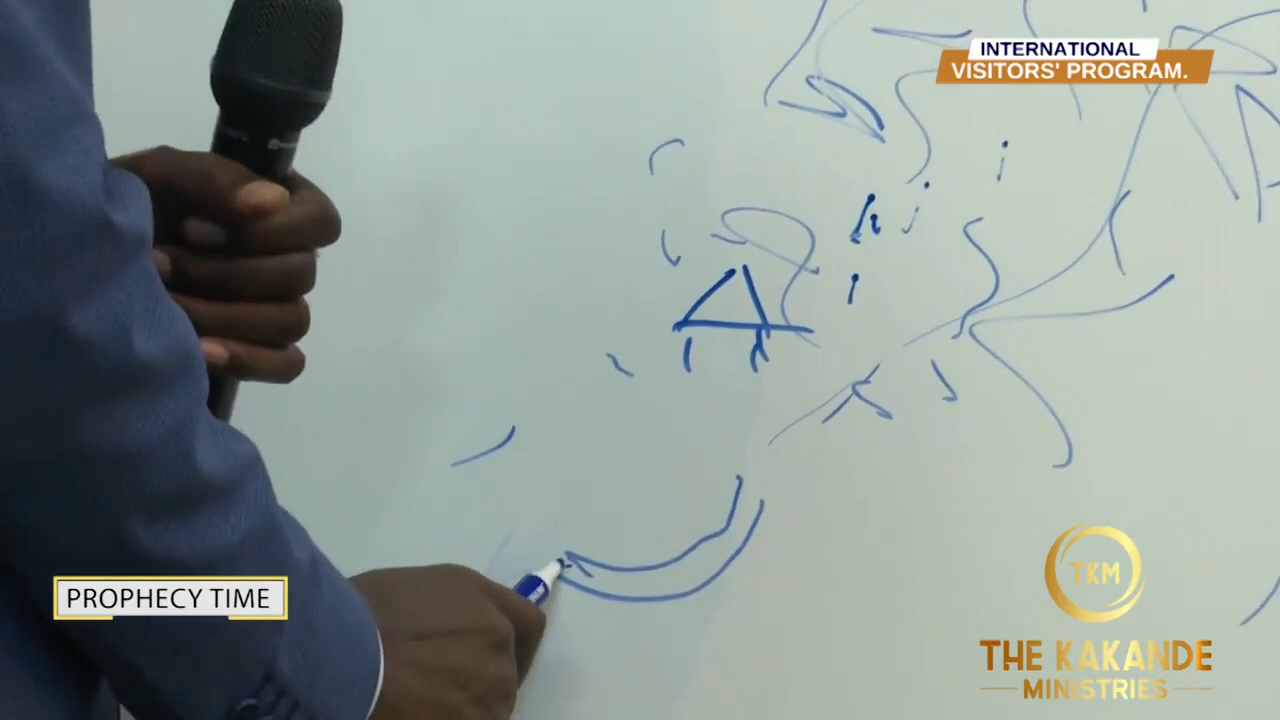 INTERNATIONAL
VISITORS' PROGRAM.
PROPHECY TIME
TKM
THE KAKANDE
MINISTRIES